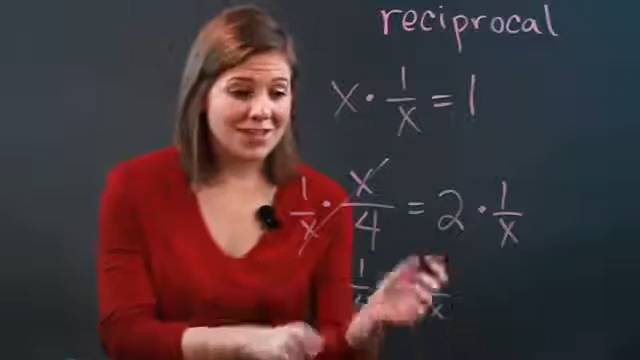 reciprocal
x · 1/x = 1
1/x · x/4 = 2 · 1/x